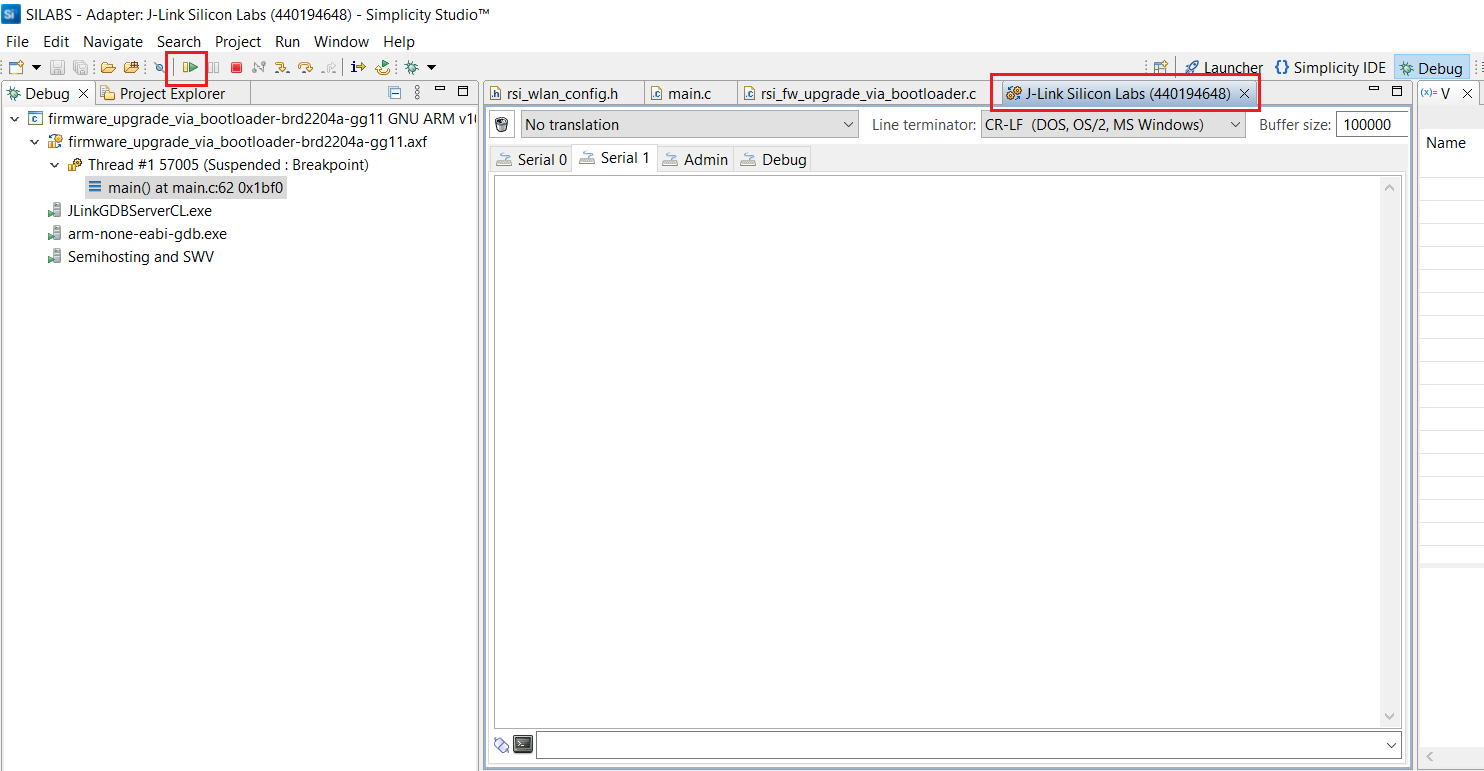 Si SILABS - Adapter: J-Link Silicon Labs (440194648) - Simplicity Studio™
File Edit Navigate Search Project Run Window Help
Launcher {} Simplicity IDE Debug
Debug Project Explorer
firmware_upgrade_via_bootloader-brd2204a-gg11 GNU ARM v10
firmware_upgrade_via_bootloader-brd2204a-gg11.axf
Thread #1 57005 (Suspended : Breakpoint)
main() at main.c:62 0x1bf0
JLinkGDBServerCL.exe
arm-none-eabi-gdb.exe
Semihosting and SWV
rsi_wlan_config.h main.c rsi_fw_upgrade_via_bootloader.c J-Link Silicon Labs (440194648)
No translation Line terminator: CR-LF (DOS, OS/2, MS Windows) Buffer size: 100000
Serial 0 Serial 1 Admin Debug
(x)= V
Name